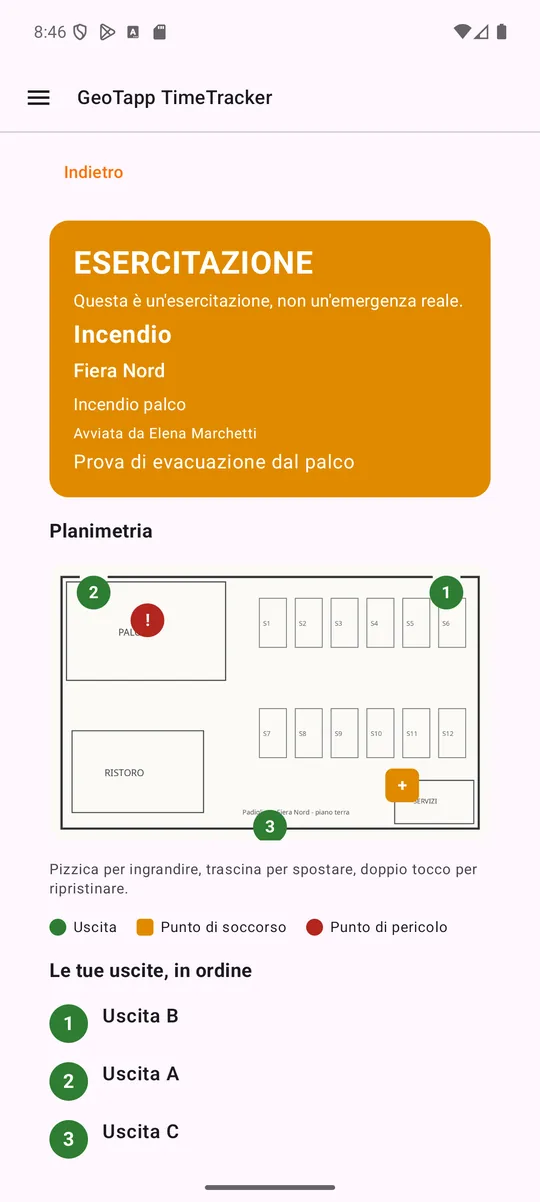 8:46
GeoTapp TimeTracker
Indietro
ESERCITAZIONE
Questa è un'esercitazione, non un'emergenza reale.
Incendio
Fiera Nord
Incendio palco
Avviata da Elena Marchetti
Prova di evacuazione dal palco
Planimetria
2
1
!
S1 S2 S3 S4 S5 S6
S7 S8 S9 S10 S11 S12
RISTORO
+
Fiera Nord - piano terra
3
Pizzica per ingrandire, trascina per spostare, doppio tocco per
ripristinare.
Uscita Punto di soccorso Punto di pericolo
Le tue uscite, in ordine
1 Uscita B
2 Uscita A
3 Uscita C